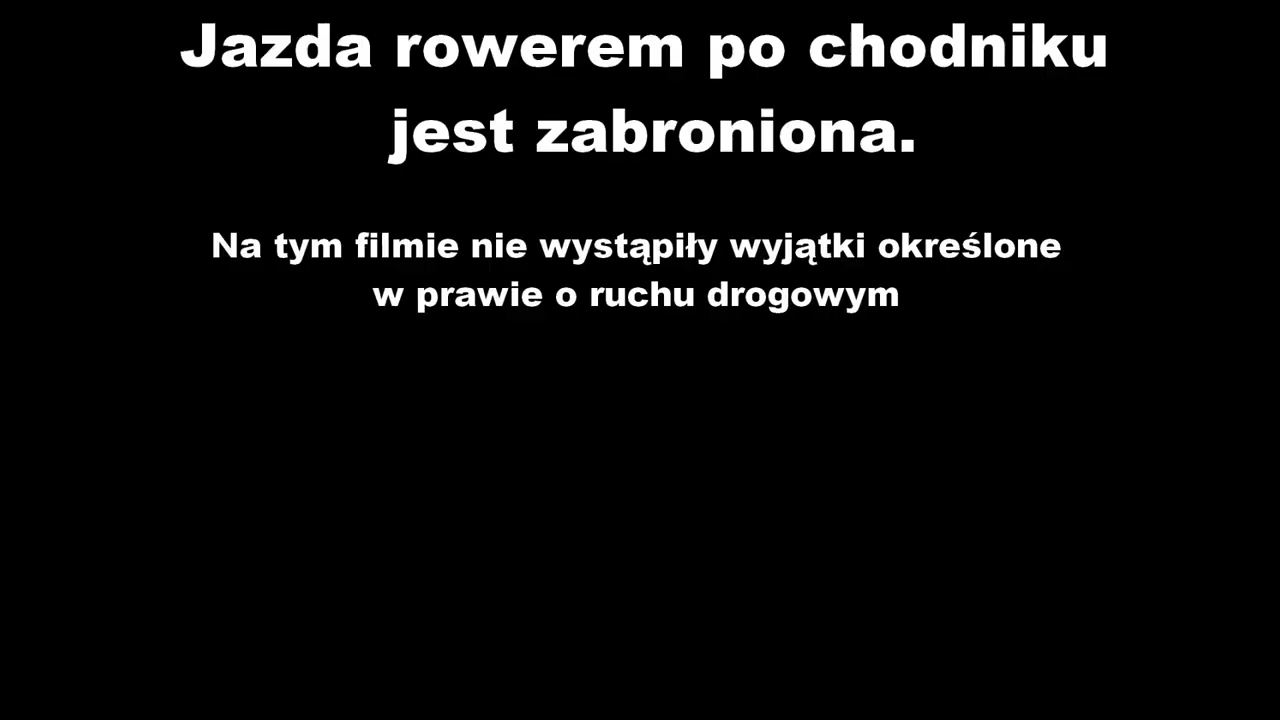 Jazda rowerem po chodniku
jest zabroniona.
Na tym filmie nie wystąpiły wyjątki określone
w prawie o ruchu drogowym